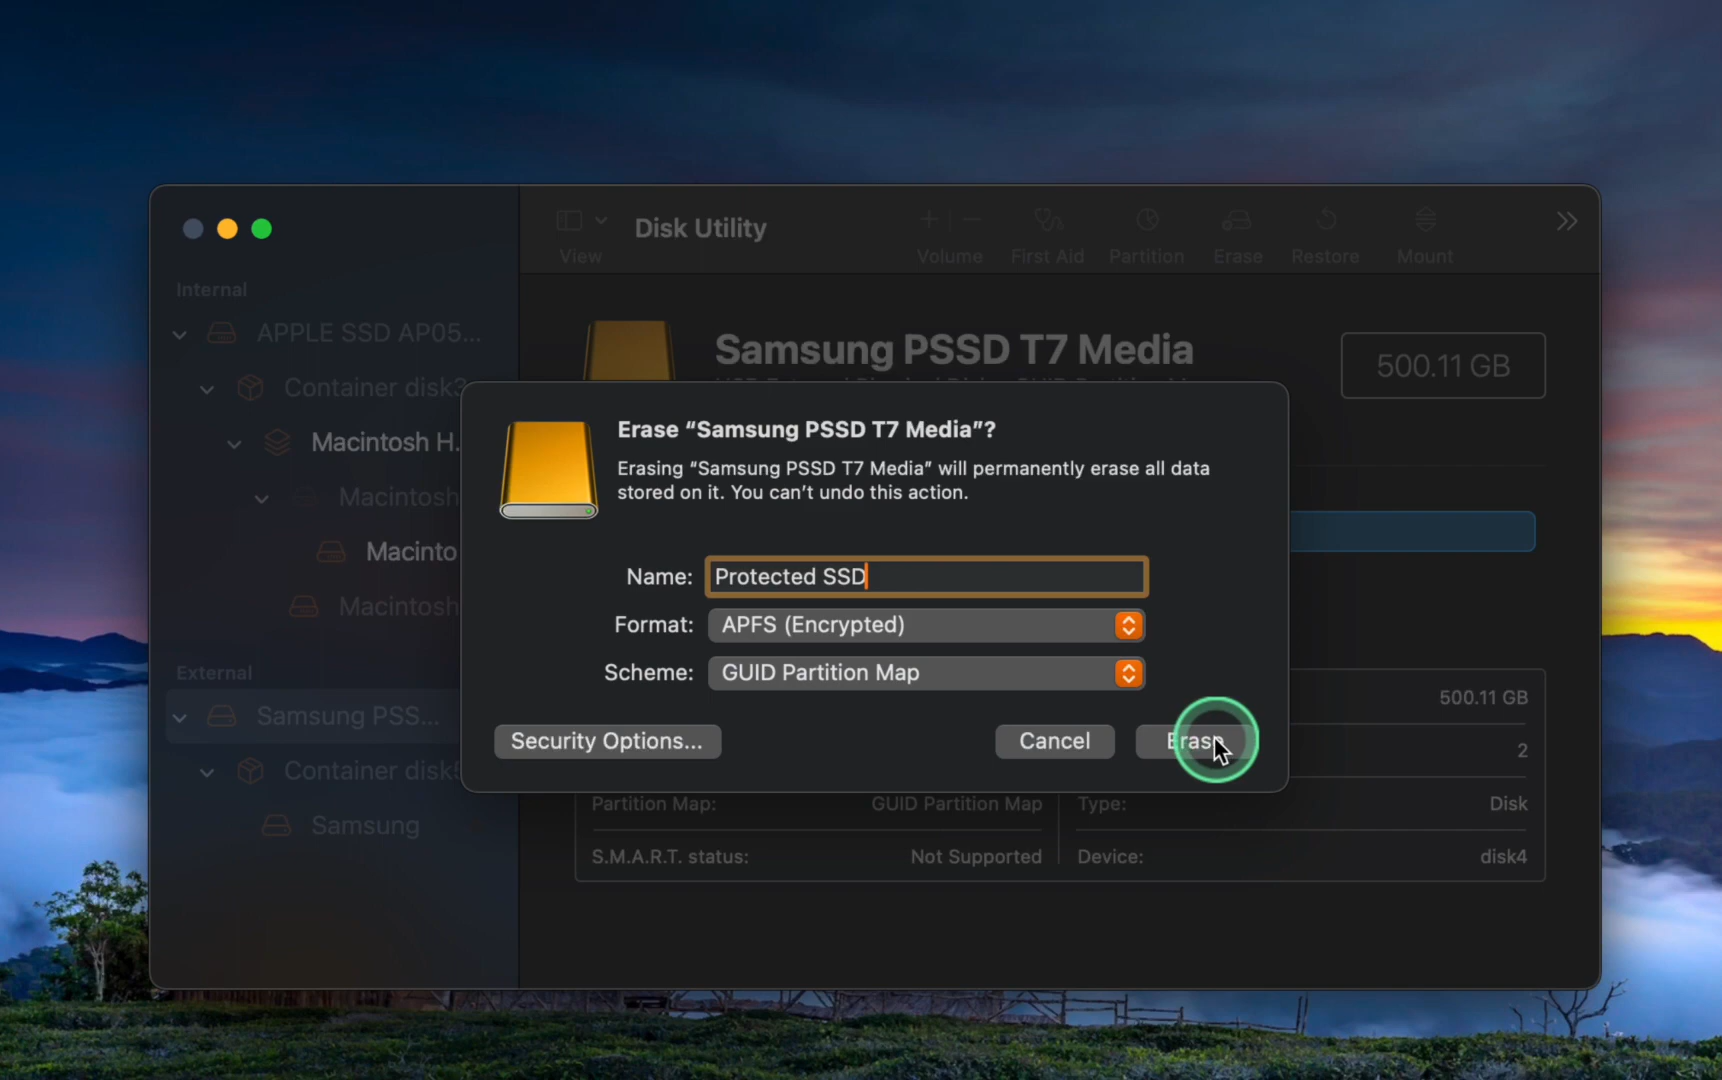 Disk Utility
View
Volume
First Aid
Partition
Erase
Restore
Mount
Internal
APPLE SSD AP05...
Container disk3
Macintosh H.
Macintosh
Macinto
Macintosh
External
Samsung PSS...
Container disk5
Samsung
Samsung PSSD T7 Media
500.11 GB
Erase “Samsung PSSD T7 Media”?
Erasing “Samsung PSSD T7 Media” will permanently erase all data
stored on it. You can’t undo this action.
Name: Protected SSD
Format: APFS (Encrypted)
Scheme: GUID Partition Map
Security Options...
Cancel
Erase
500.11 GB
2
Partition Map: GUID Partition Map
Type: Disk
S.M.A.R.T. status: Not Supported
Device: disk4